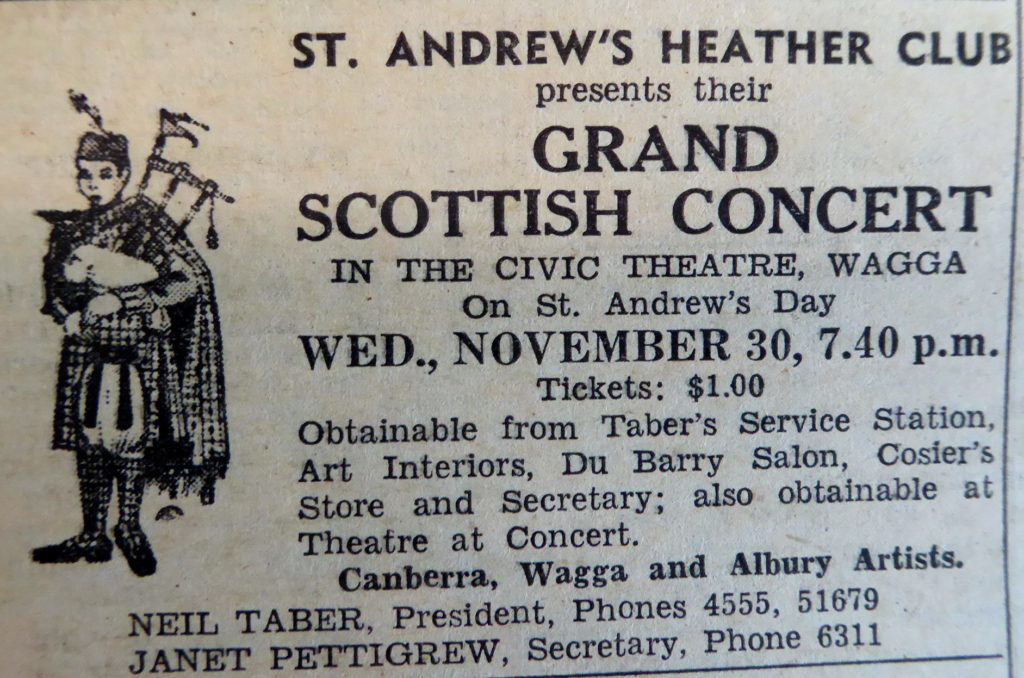 ST. ANDREW'S HEATHER CLUB
presents their
GRAND
SCOTTISH CONCERT
IN THE CIVIC THEATRE, WAGGA
On St. Andrew's Day
WED., NOVEMBER 30, 7.40 p.m.
Tickets: $1.00
Obtainable from Taber's Service Station,
Art Interiors, Du Barry Salon, Cosier's
Store and Secretary; also obtainable at
Theatre at Concert.
Canberra, Wagga and Albury Artists.
NEIL TABER, President, Phones 4555, 51679
JANET PETTIGREW, Secretary, Phone 6311